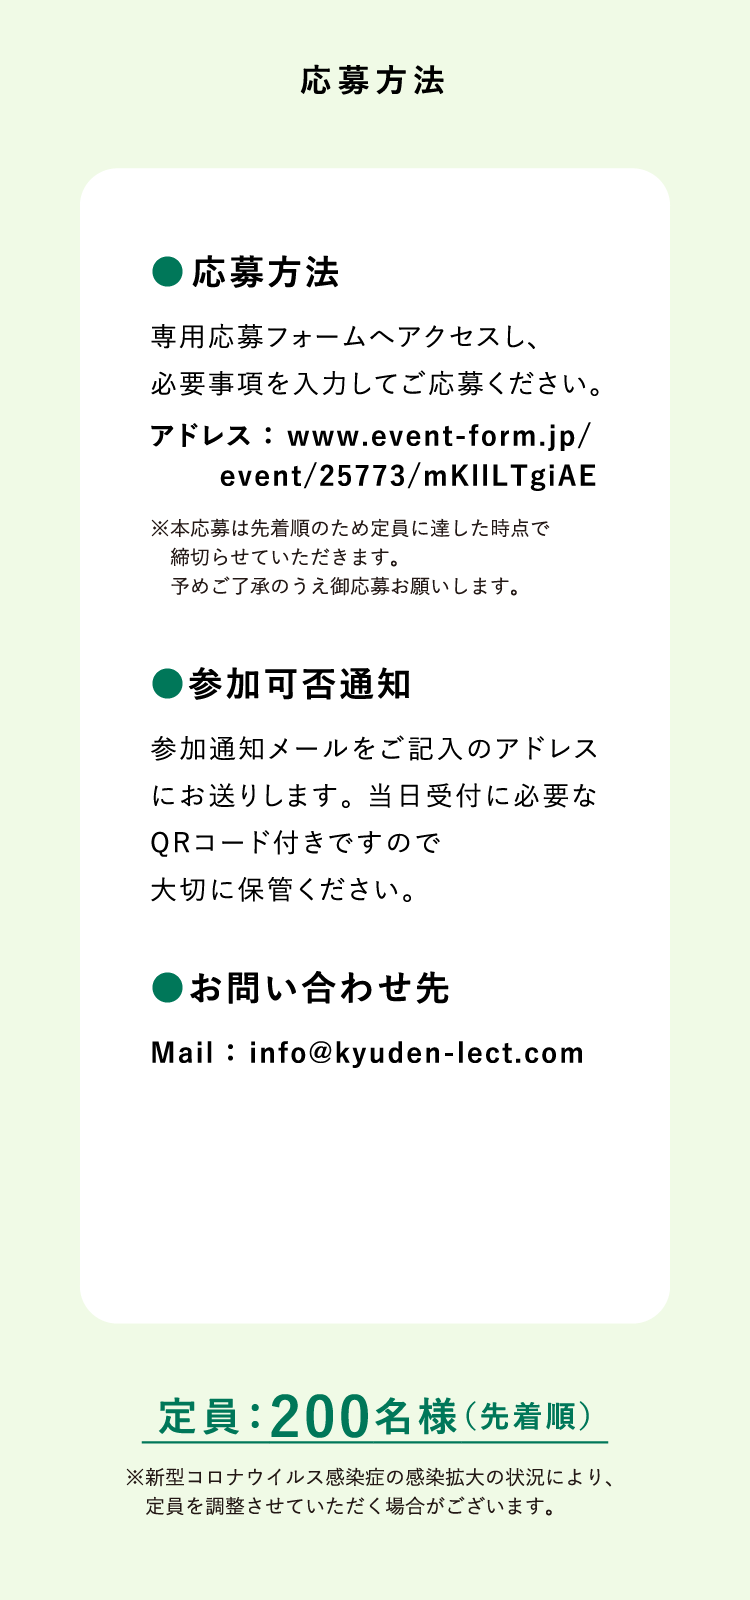 応募方法
●応募方法
専用応募フォームへアクセスし、
必要事項を入力してご応募ください。
アドレス：www.event-form.jp/
event/25773/mKIlLTgiAE
※本応募は先着順のため定員に達した時点で
締切らせていただきます。
予めご了承のうえ御応募お願いします。
●参加可否通知
参加通知メールをご記入のアドレス
にお送りします。当日受付に必要な
QRコード付きですので
大切に保管ください。
●お問い合わせ先
Mail：info@kyuden-lect.com
定員：200名様（先着順）
※新型コロナウイルス感染症の感染拡大の状況により、
定員を調整させていただく場合がございます。